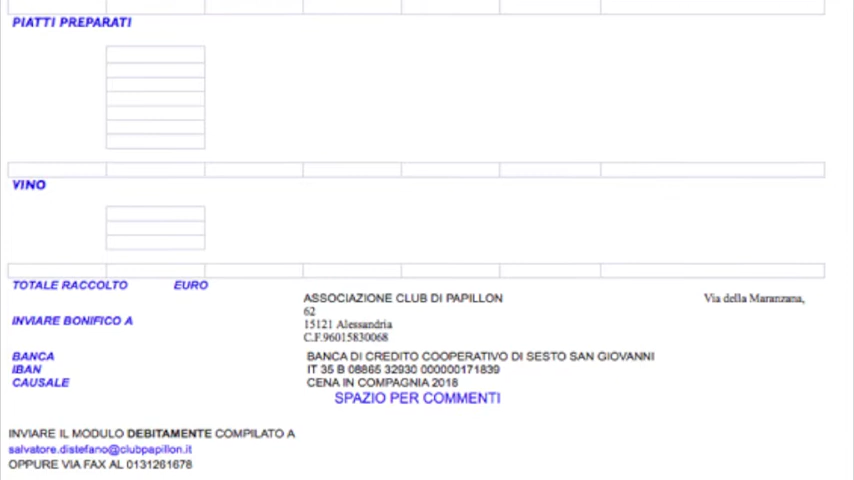 PIATTI PREPARATI
VINO
TOTALE RACCOLTO EURO
ASSOCIAZIONE CLUB DI PAPILLON Via della Maranzana,
62
INVIARE BONIFICO A
15121 Alessandria
C.F.96015830068
BANCA BANCA DI CREDITO COOPERATIVO DI SESTO SAN GIOVANNI
IBAN IT 35 B 08865 32930 000000171839
CAUSALE CENA IN COMPAGNIA 2018
SPAZIO PER COMMENTI
INVIARE IL MODULO DEBITAMENTE COMPILATO A
salvatore.distefano@clubpapillon.it
OPPURE VIA FAX AL 0131261678